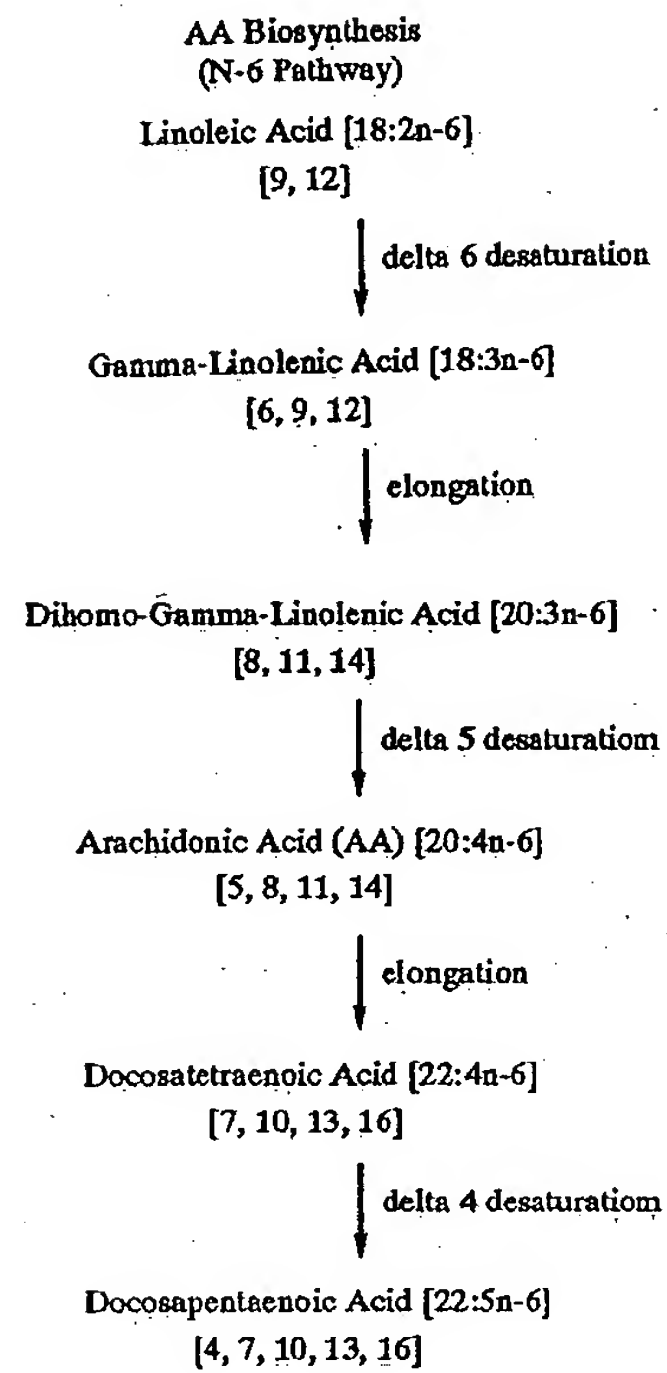 AA Biosynthesis
(N-6 Pathway)
Linoleic Acid [18:2n-6]
[9, 12]
delta 6 desaturation
Gamma-Linolenic Acid [18:3n-6]
[6, 9, 12]
elongation
Dihomo-Gamma-Linolenic Acid [20:3n-6]
[8, 11, 14]
delta 5 desaturatiom
Arachidonic Acid (AA) [20:4n-6]
[5, 8, 11, 14]
elongation
Docosatetraenoic Acid [22:4n-6]
[7, 10, 13, 16]
delta 4 desaturatiom
Docosapentaenoic Acid [22:5n-6]
[4, 7, 10, 13, 16]